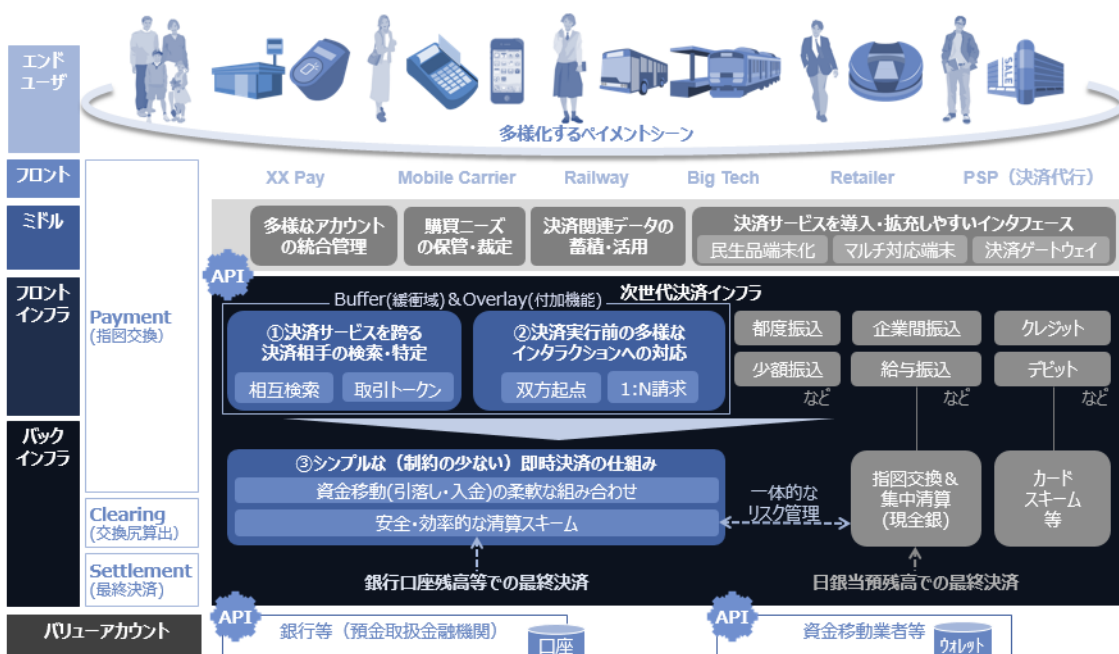 エンド
ユーザ
SALE
多様化するペイメントシーン
フロント
XX Pay
Mobile Carrier
Railway
Big Tech
Retailer
PSP（決済代行）
ミドル
多様なアカウント
の統合管理
購買ニーズ
の保管・裁定
決済関連データの
蓄積・活用
決済サービスを導入・拡充しやすいインタフェース
民生品端末化
マルチ対応端末
決済ゲートウェイ
API
フロント
インフラ
Payment
(指図交換)
Buffer(緩衝域)＆Overlay(付加機能)
次世代決済インフラ
①決済サービスを跨る
決済相手の検索・特定
相互検索
取引トークン
②決済実行前の多様な
インタラクションへの対応
双方起点
1:N請求
都度振込
企業間振込
クレジット
少額振込
給与振込
デビット
など
など
など
バック
インフラ
③シンプルな（制約の少ない）即時決済の仕組み
資金移動(引落し・入金)の柔軟な組み合わせ
安全・効率的な清算スキーム
一体的な
リスク管理
指図交換＆
集中清算
(現全銀)
カード
スキーム
等
Clearing
(交換尻算出)
Settlement
(最終決済)
銀行口座残高等での最終決済
日銀当預残高での最終決済
バリューアカウント
API
銀行等（預金取扱金融機関）
口座
API
資金移動業者等
ウォレット